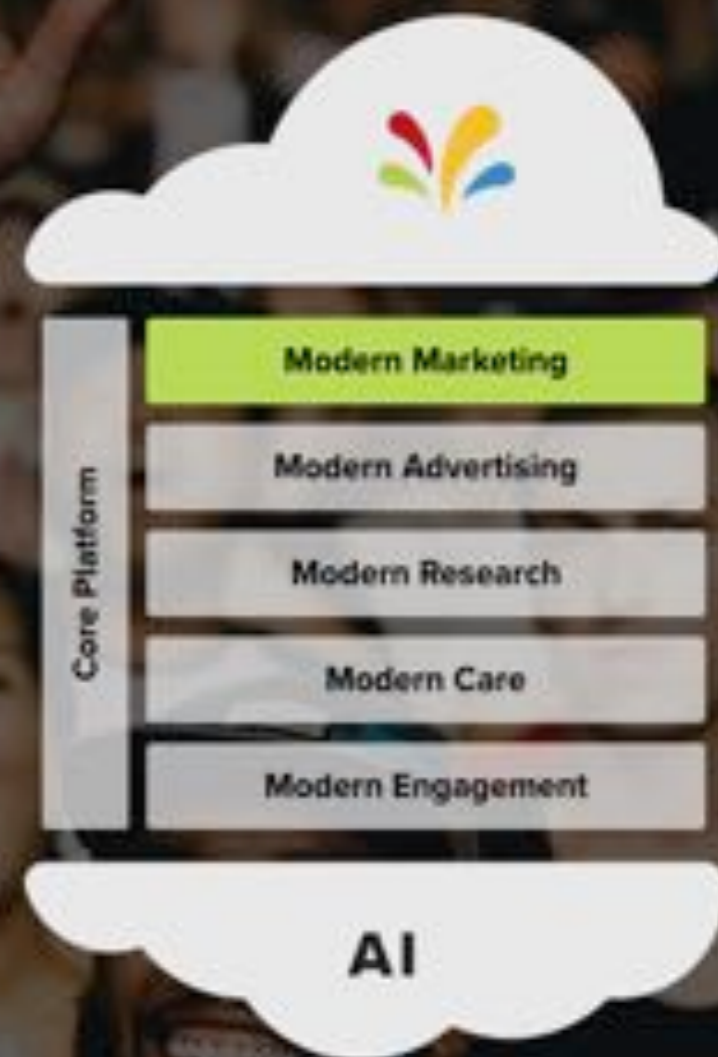 Core Platform
Modern Marketing
Modern Advertising
Modern Research
Modern Care
Modern Engagement
AI